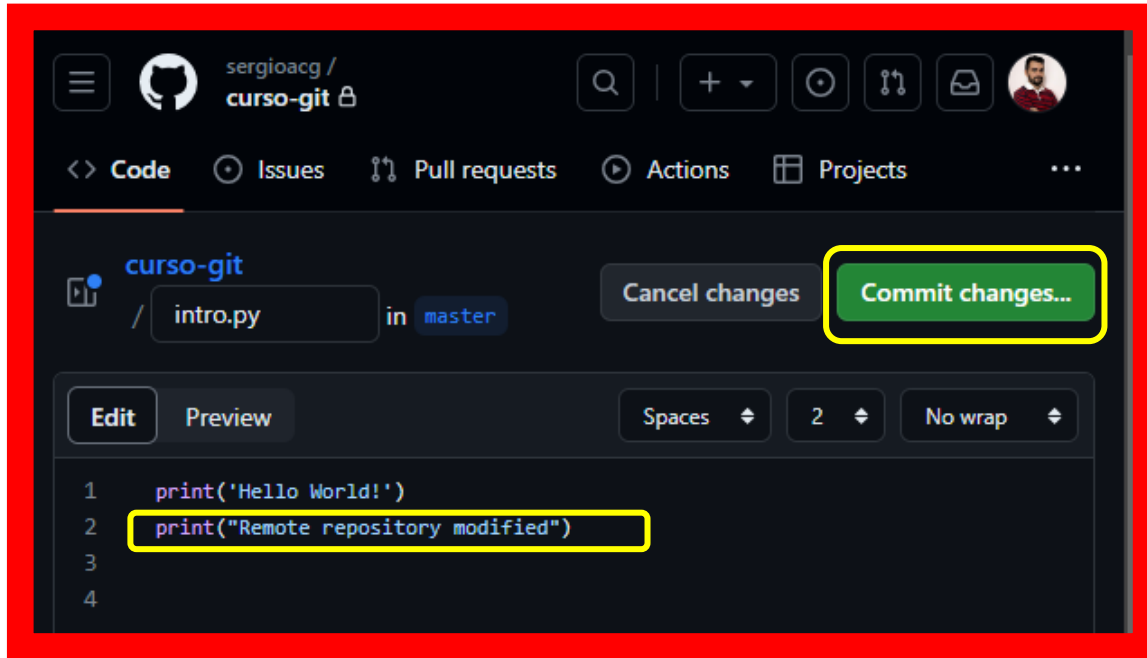 sergioacg /
curso-git
Code Issues Pull requests Actions Projects ...
curso-git
/ intro.py in master
Cancel changes Commit changes...
Edit Preview Spaces 2 No wrap
1 print('Hello World!')
2 print("Remote repository modified")
3
4